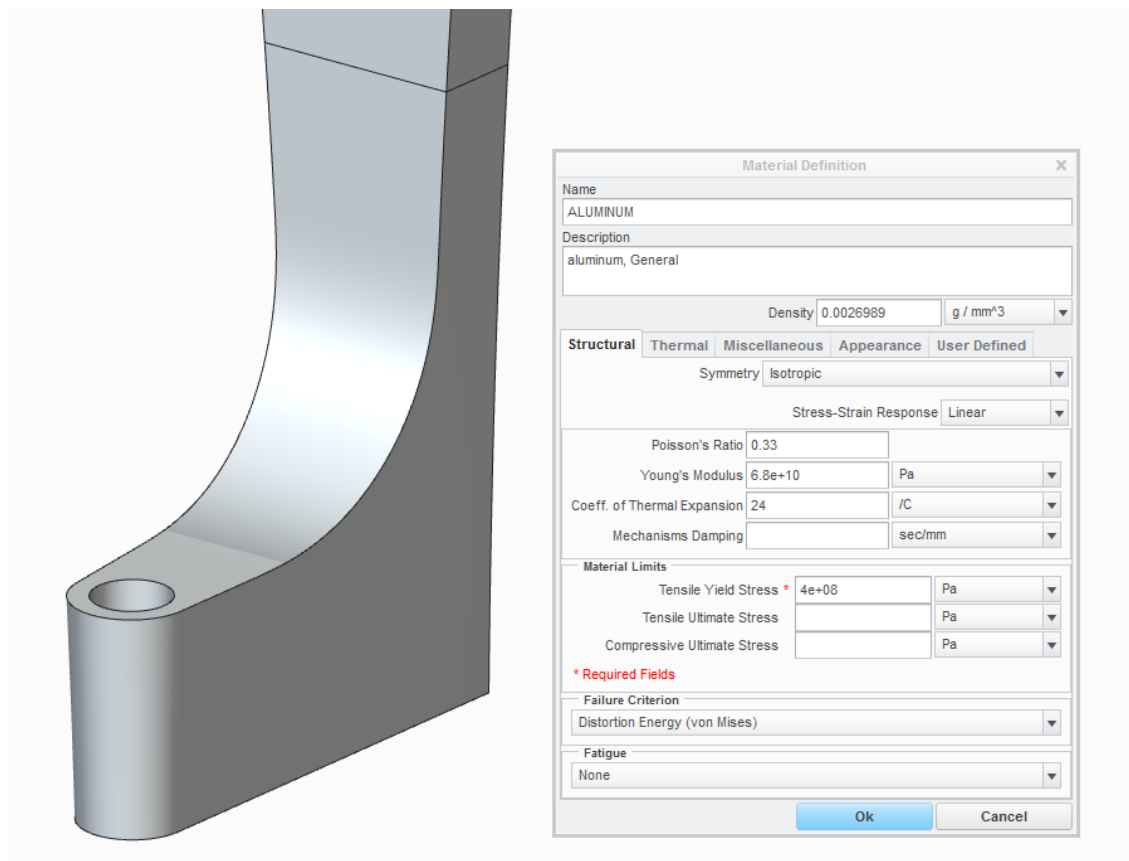 Material Definition X
Name
ALUMINUM
Description
aluminum, General
Density 0.0026989 g / mm^3
Structural Thermal Miscellaneous Appearance User Defined
Symmetry Isotropic
Stress-Strain Response Linear
Poisson's Ratio 0.33
Young's Modulus 6.8e+10 Pa
Coeff. of Thermal Expansion 24 /C
Mechanisms Damping sec/mm
Material Limits
Tensile Yield Stress * 4e+08 Pa
Tensile Ultimate Stress Pa
Compressive Ultimate Stress Pa
* Required Fields
Failure Criterion
Distortion Energy (von Mises)
Fatigue
None
Ok Cancel